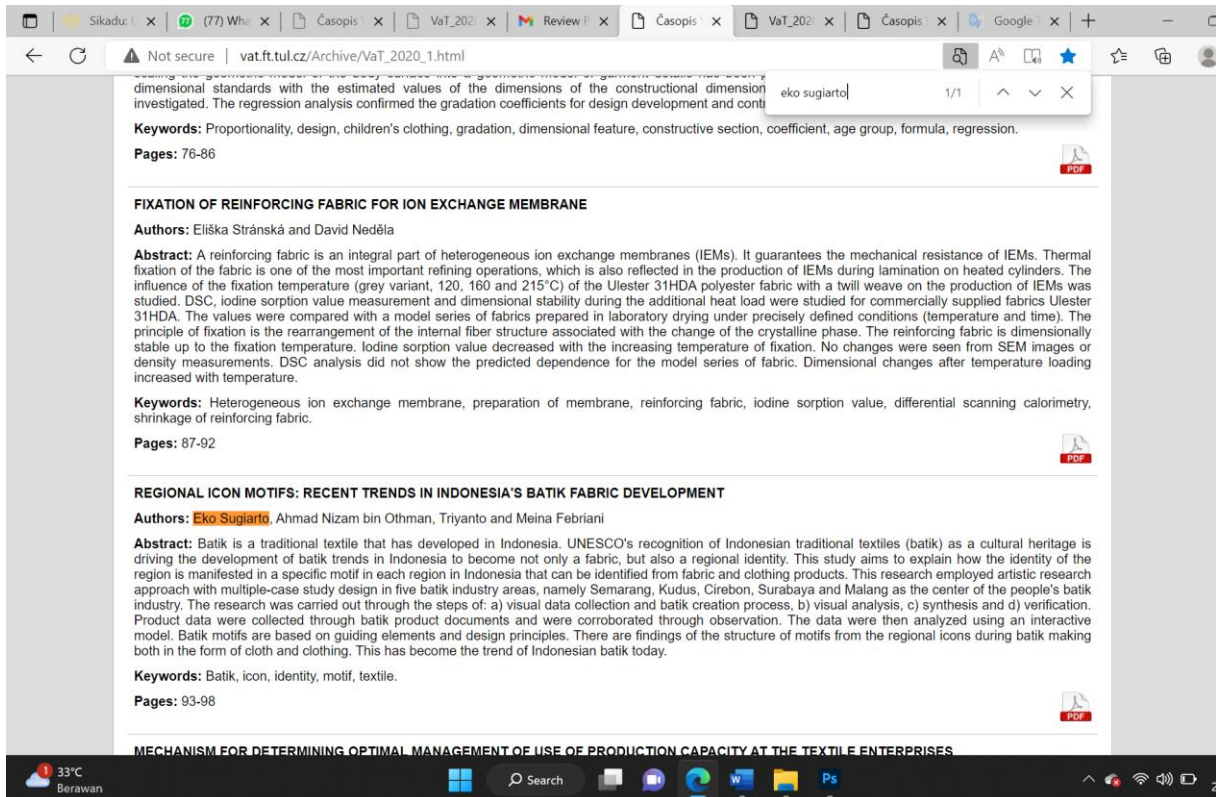 Sikadu: U
(77) Wha
Časopis V
VaT_202
Review P
Časopis V
VaT_202
Časopis V
Google T
Not secure | vat.ft.tul.cz/Archive/VaT_2020_1.html
eko sugiarto 1/1
dimensional standards with the estimated values of the dimensions of the constructional dimension
investigated. The regression analysis confirmed the gradation coefficients for design development and cont
Keywords: Proportionality, design, children's clothing, gradation, dimensional feature, constructive section, coefficient, age group, formula, regression.
Pages: 76-86
PDF
FIXATION OF REINFORCING FABRIC FOR ION EXCHANGE MEMBRANE
Authors: Eliška Stránská and David Neděla
Abstract: A reinforcing fabric is an integral part of heterogeneous ion exchange membranes (IEMs). It guarantees the mechanical resistance of IEMs. Thermal
fixation of the fabric is one of the most important refining operations, which is also reflected in the production of IEMs during lamination on heated cylinders. The
influence of the fixation temperature (grey variant, 120, 160 and 215°C) of the Ulester 31HDA polyester fabric with a twill weave on the production of IEMs was
studied. DSC, iodine sorption value measurement and dimensional stability during the additional heat load were studied for commercially supplied fabrics Ulester
31HDA. The values were compared with a model series of fabrics prepared in laboratory drying under precisely defined conditions (temperature and time). The
principle of fixation is the rearrangement of the internal fiber structure associated with the change of the crystalline phase. The reinforcing fabric is dimensionally
stable up to the fixation temperature. Iodine sorption value decreased with the increasing temperature of fixation. No changes were seen from SEM images or
density measurements. DSC analysis did not show the predicted dependence for the model series of fabric. Dimensional changes after temperature loading
increased with temperature.
Keywords: Heterogeneous ion exchange membrane, preparation of membrane, reinforcing fabric, iodine sorption value, differential scanning calorimetry,
shrinkage of reinforcing fabric.
Pages: 87-92
PDF
REGIONAL ICON MOTIFS: RECENT TRENDS IN INDONESIA'S BATIK FABRIC DEVELOPMENT
Authors: Eko Sugiarto, Ahmad Nizam bin Othman, Triyanto and Meina Febriani
Abstract: Batik is a traditional textile that has developed in Indonesia. UNESCO's recognition of Indonesian traditional textiles (batik) as a cultural heritage is
driving the development of batik trends in Indonesia to become not only a fabric, but also a regional identity. This study aims to explain how the identity of the
region is manifested in a specific motif in each region in Indonesia that can be identified from fabric and clothing products. This research employed artistic research
approach with multiple-case study design in five batik industry areas, namely Semarang, Kudus, Cirebon, Surabaya and Malang as the center of the people's batik
industry. The research was carried out through the steps of: a) visual data collection and batik creation process, b) visual analysis, c) synthesis and d) verification.
Product data were collected through batik product documents and were corroborated through observation. The data were then analyzed using an interactive
model. Batik motifs are based on guiding elements and design principles. There are findings of the structure of motifs from the regional icons during batik making
both in the form of cloth and clothing. This has become the trend of Indonesian batik today.
Keywords: Batik, icon, identity, motif, textile.
Pages: 93-98
PDF
MECHANISM FOR DETERMINING OPTIMAL MANAGEMENT OF USE OF PRODUCTION CAPACITY AT THE TEXTILE ENTERPRISES
1
33°C
Berawan
Search
Ps